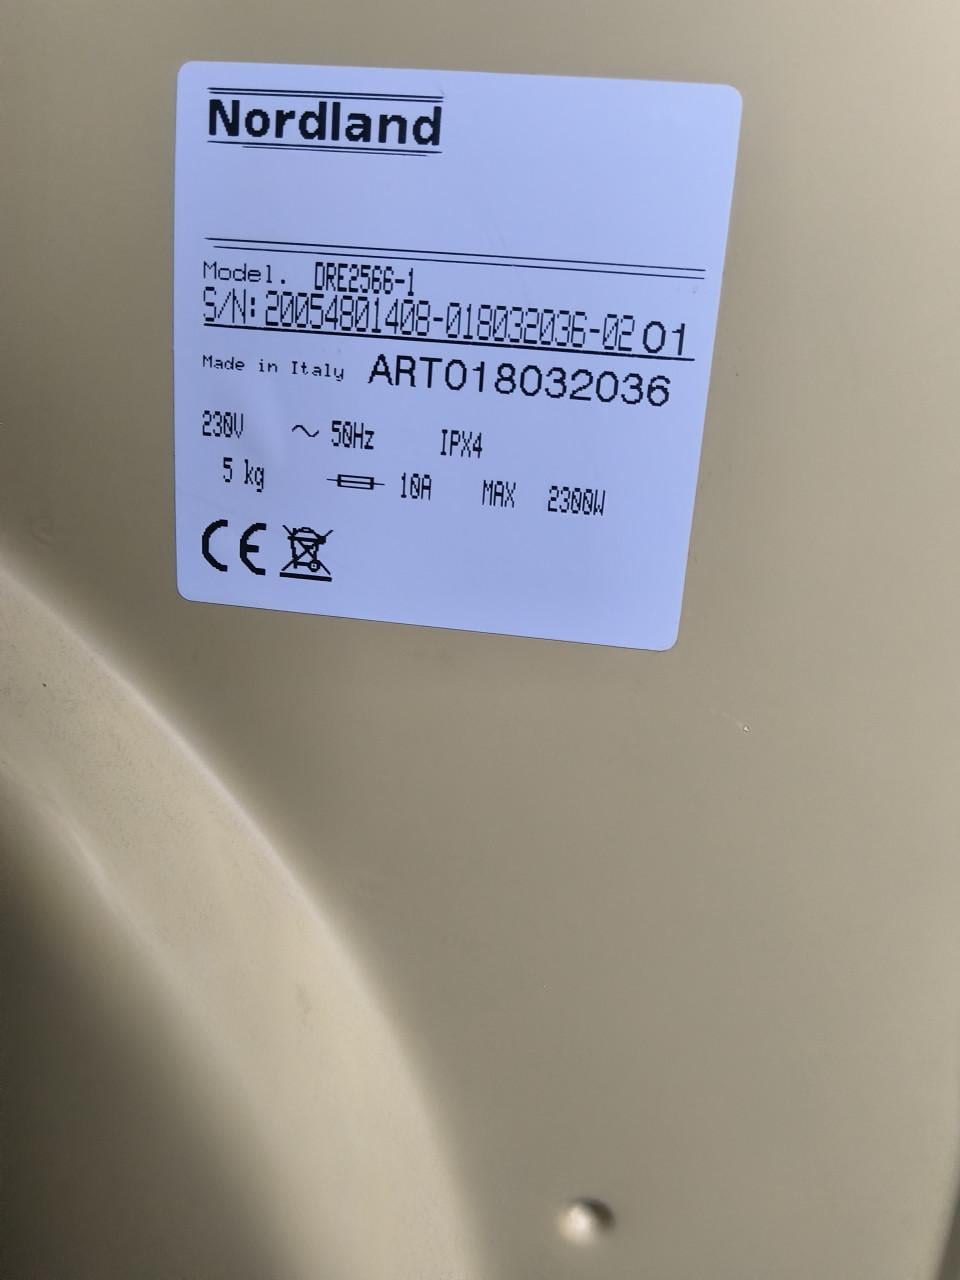 Nordland
Model. DRE2566-1
S/N: 20054801408-018032036-02 01
Made in Italy ART018032036
230V ~ 50Hz IPX4
5 kg 10A MAX 2300W
CE